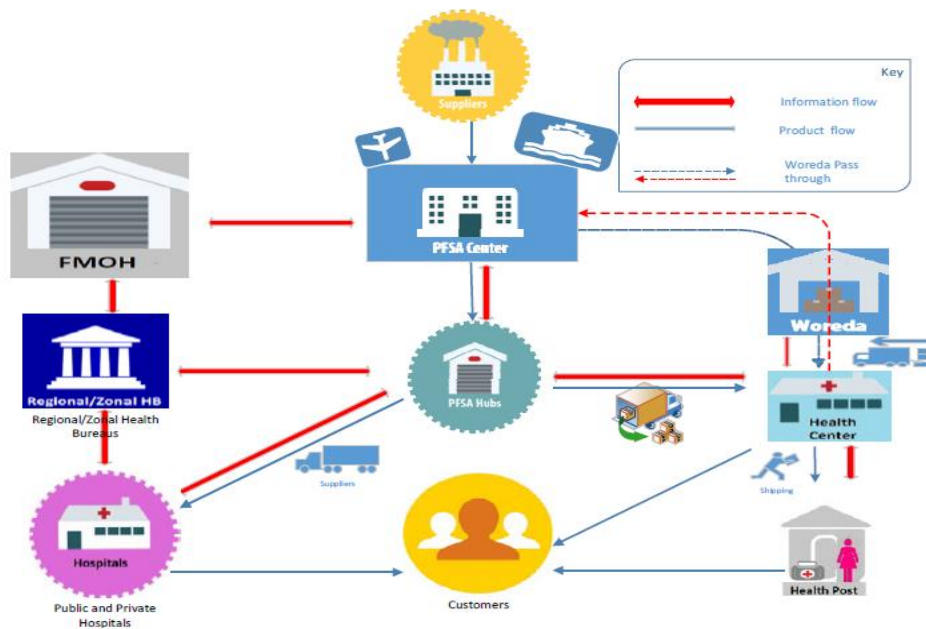 Suppliers
Key
Information flow
Product flow
Woreda Pass
through
PFSA Center
FMOH
Woreda
Regional/Zonal HB
Regional/Zonal Health
Bureaus
PFSA Hubs
Health
Center
Suppliers
Shipping
Hospitals
Public and Private
Hospitals
Customers
Health Post